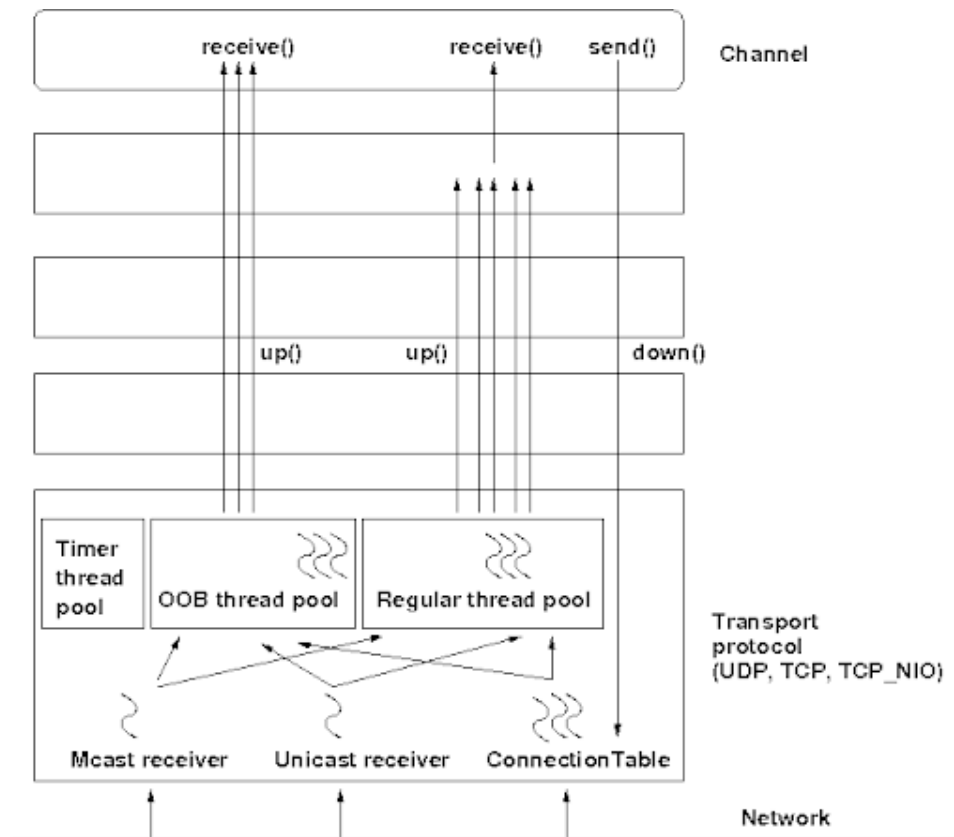 receive() receive() send()
Channel
up() up() down()
Timer
thread
pool
OOB thread pool
Regular thread pool
Transport
protocol
(UDP, TCP, TCP_NIO)
Mcast receiver
Unicast receiver
ConnectionTable
Network